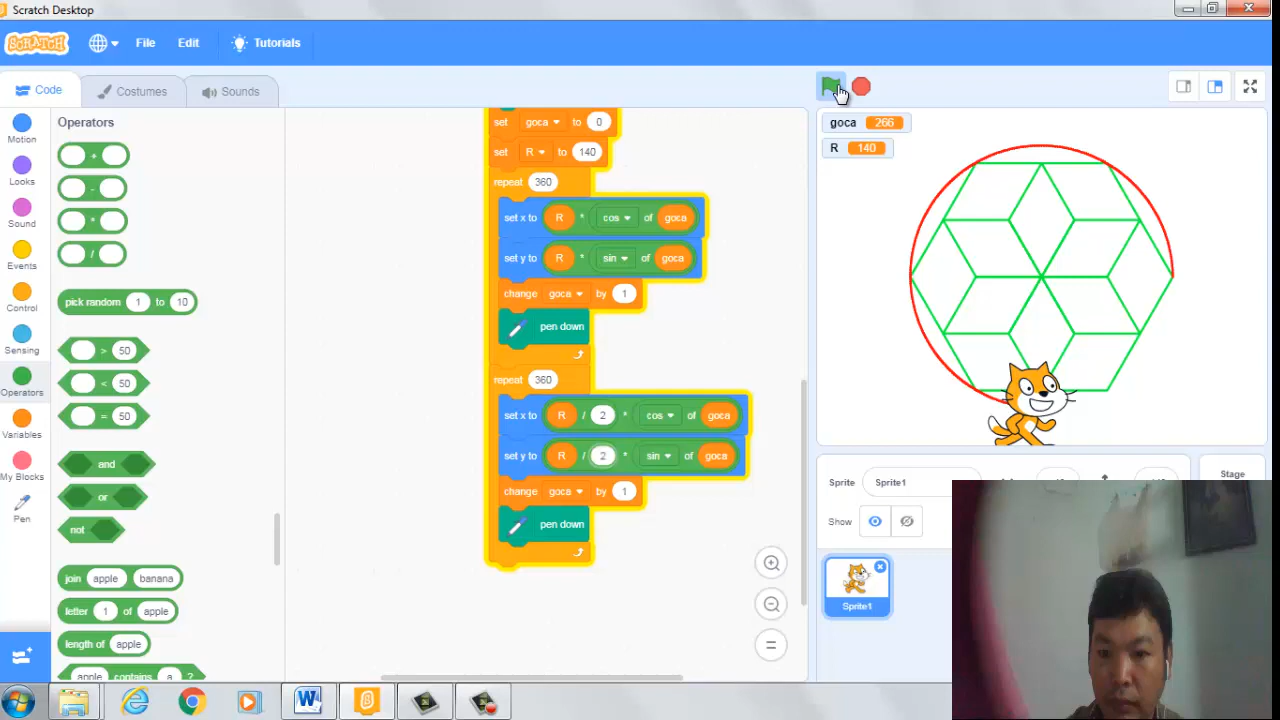 Scratch Desktop
SCRATCH
File
Edit
Tutorials
Code
Costumes
Sounds
Motion
Looks
Sound
Events
Control
Sensing
Operators
Variables
My Blocks
Pen
Operators
+
-
*
/
pick random 1 to 10
> 50
< 50
= 50
and
or
not
join apple banana
letter 1 of apple
length of apple
apple contains a ?
set goca to 0
set R to 140
repeat 360
set x to R * cos of goca
set y to R * sin of goca
change goca by 1
pen down
repeat 360
set x to R / 2 * cos of goca
set y to R / 2 * sin of goca
change goca by 1
pen down
goca 266
R 140
Sprite Sprite1
Show
Sprite1
Stage